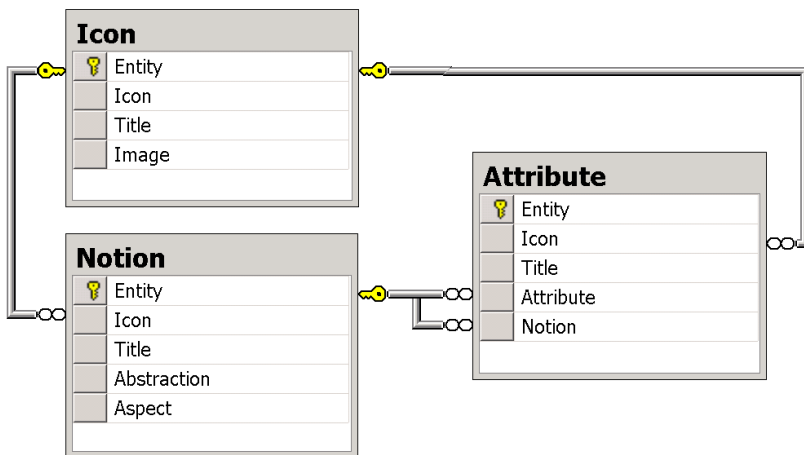 Icon
Entity
Icon
Title
Image
Notion
Entity
Icon
Title
Abstraction
Aspect
Attribute
Entity
Icon
Title
Attribute
Notion